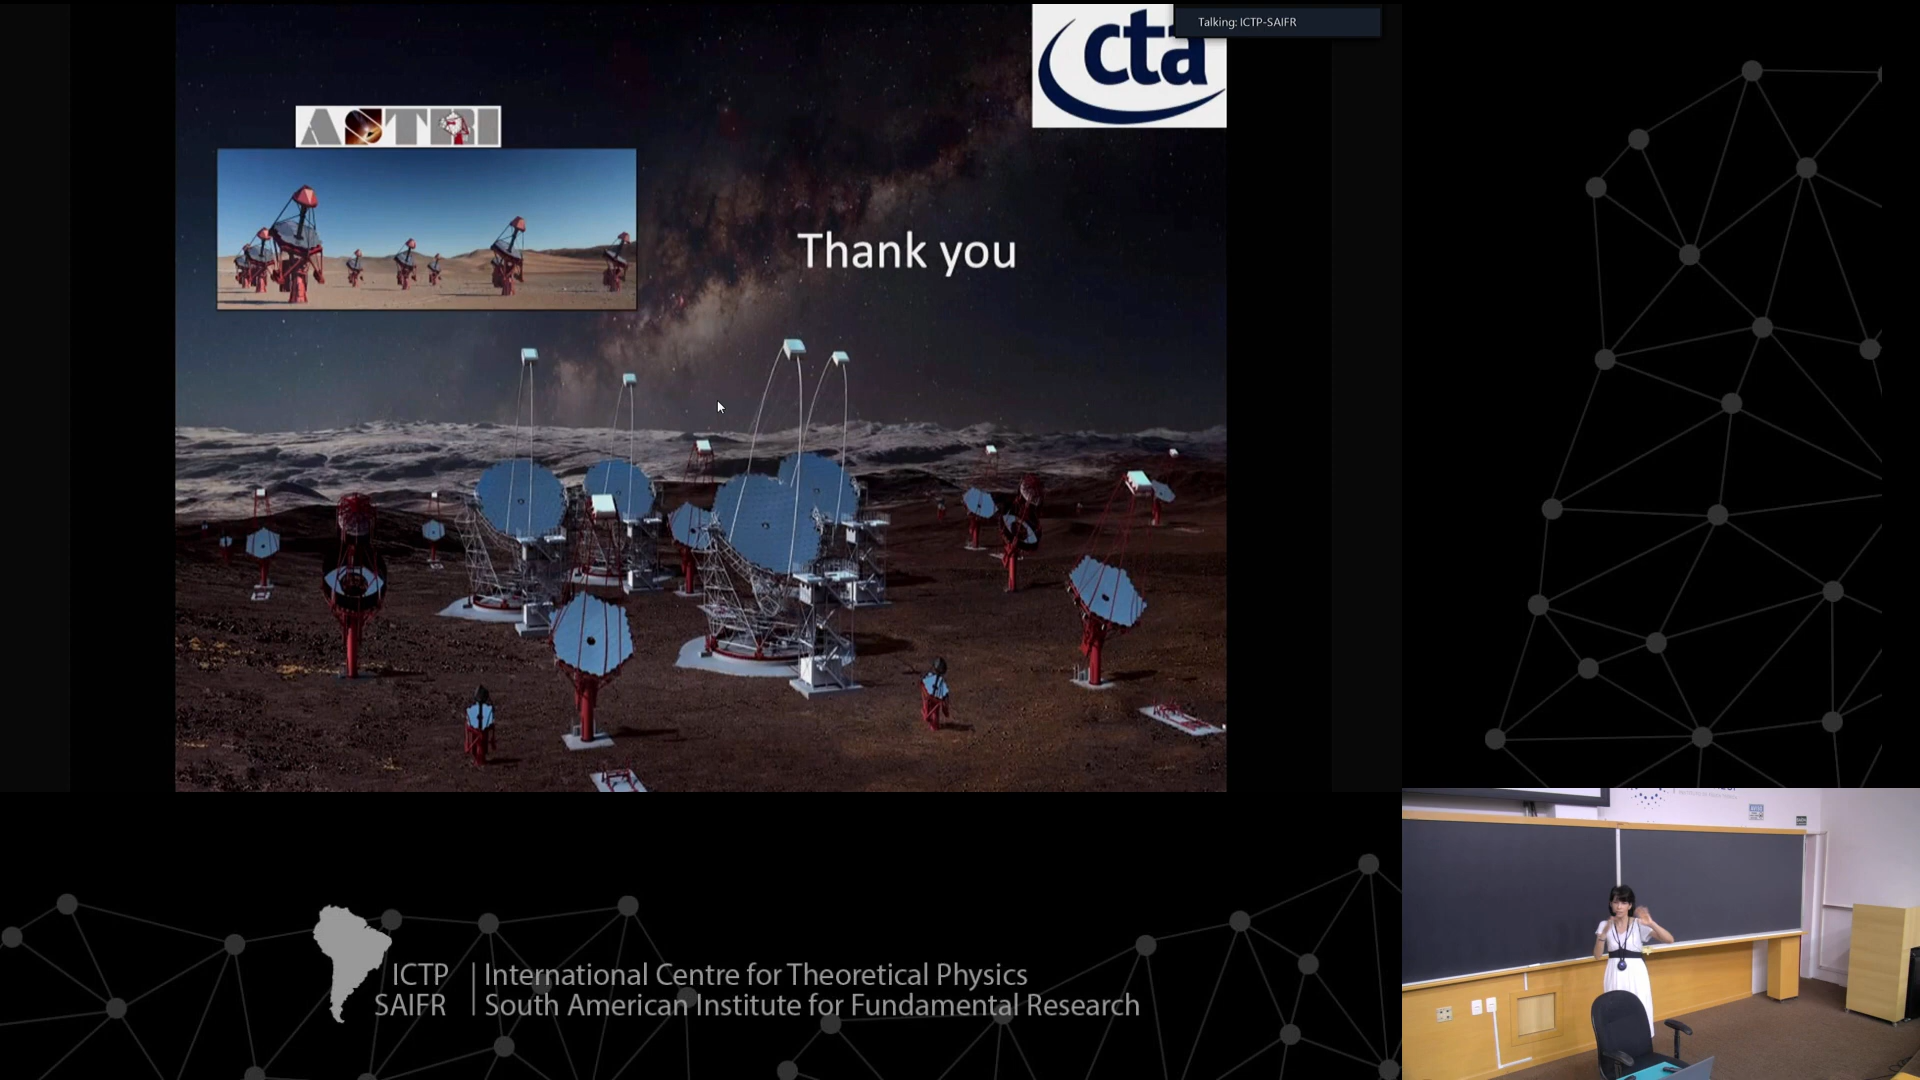 Talking: ICTP-SAIFR
cta
ASTRI
Thank you
ICTP | International Centre for Theoretical Physics
SAIFR | South American Institute for Fundamental Research